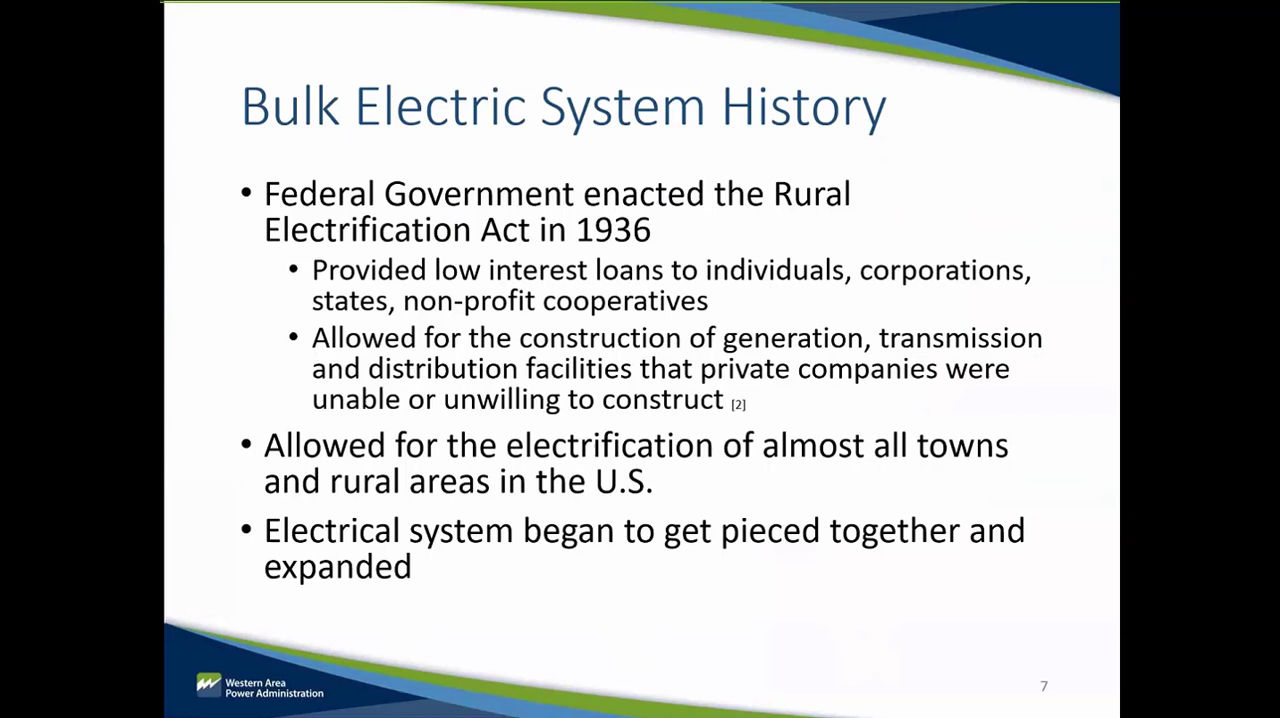 Bulk Electric System History
• Federal Government enacted the Rural
Electrification Act in 1936
• Provided low interest loans to individuals, corporations,
states, non-profit cooperatives
• Allowed for the construction of generation, transmission
and distribution facilities that private companies were
unable or unwilling to construct [2]
• Allowed for the electrification of almost all towns
and rural areas in the U.S.
• Electrical system began to get pieced together and
expanded
Western Area
Power Administration
7